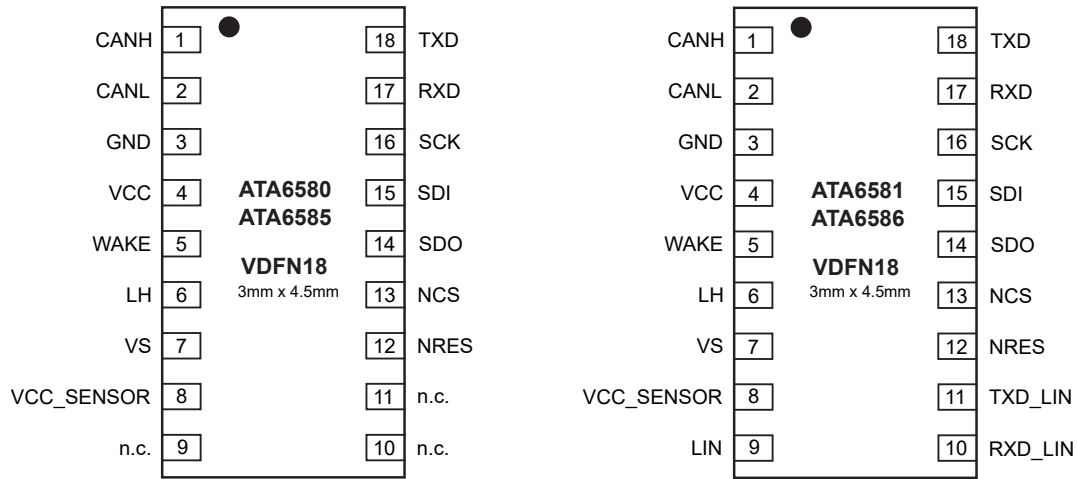 CANH 1 18 TXD
CANL 2 17 RXD
GND 3 16 SCK
VCC 4 15 SDI
WAKE 5 14 SDO
LH 6 13 NCS
VS 7 12 NRES
VCC_SENSOR 8 11 n.c.
n.c. 9 10 n.c.
ATA6580
ATA6585
VDFN18
3mm x 4.5mm
CANH 1 18 TXD
CANL 2 17 RXD
GND 3 16 SCK
VCC 4 15 SDI
WAKE 5 14 SDO
LH 6 13 NCS
VS 7 12 NRES
VCC_SENSOR 8 11 TXD_LIN
LIN 9 10 RXD_LIN
ATA6581
ATA6586
VDFN18
3mm x 4.5mm